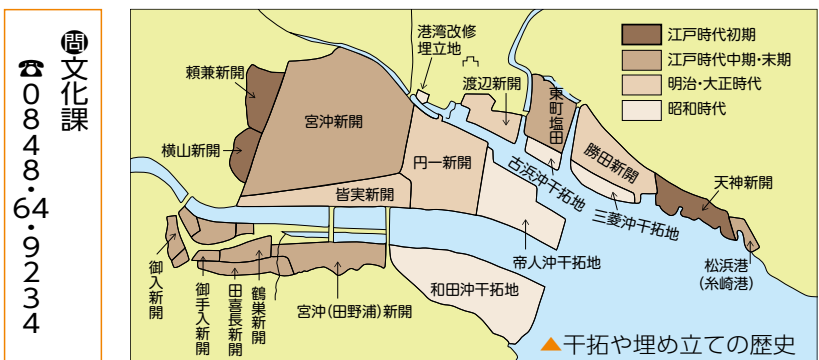 問文化課
☎0848・64・9234
江戸時代初期
江戸時代中期・末期
明治・大正時代
昭和時代
港湾改修
埋立地
頼兼新開
宮沖新開
渡辺新開
東町塩田
横山新開
円一新開
勝田新開
古浜沖干拓地
天神新開
皆実新開
三菱沖干拓地
帝人沖干拓地
松浜港
(糸崎港)
御入新開
御手入新開
田喜長新開
鶴巣新開
宮沖(田野浦)新開
和田沖干拓地
▲干拓や埋め立ての歴史